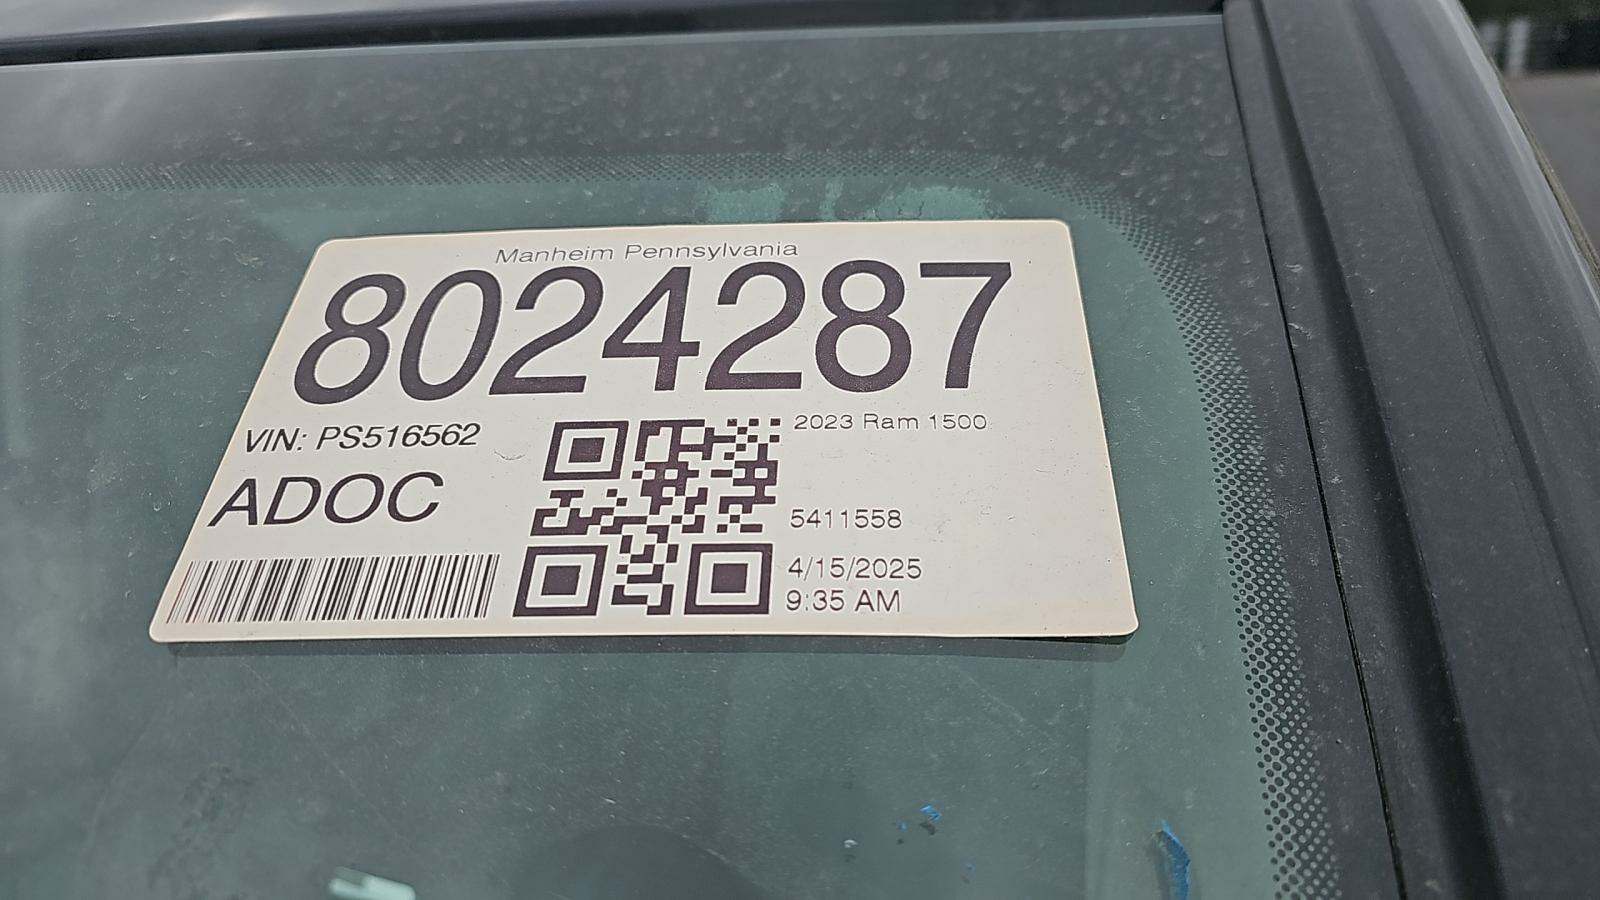 Manheim Pennsylvania
8024287
VIN: PS516562
2023 Ram 1500
ADOC
5411558
4/15/2025
9:35 AM